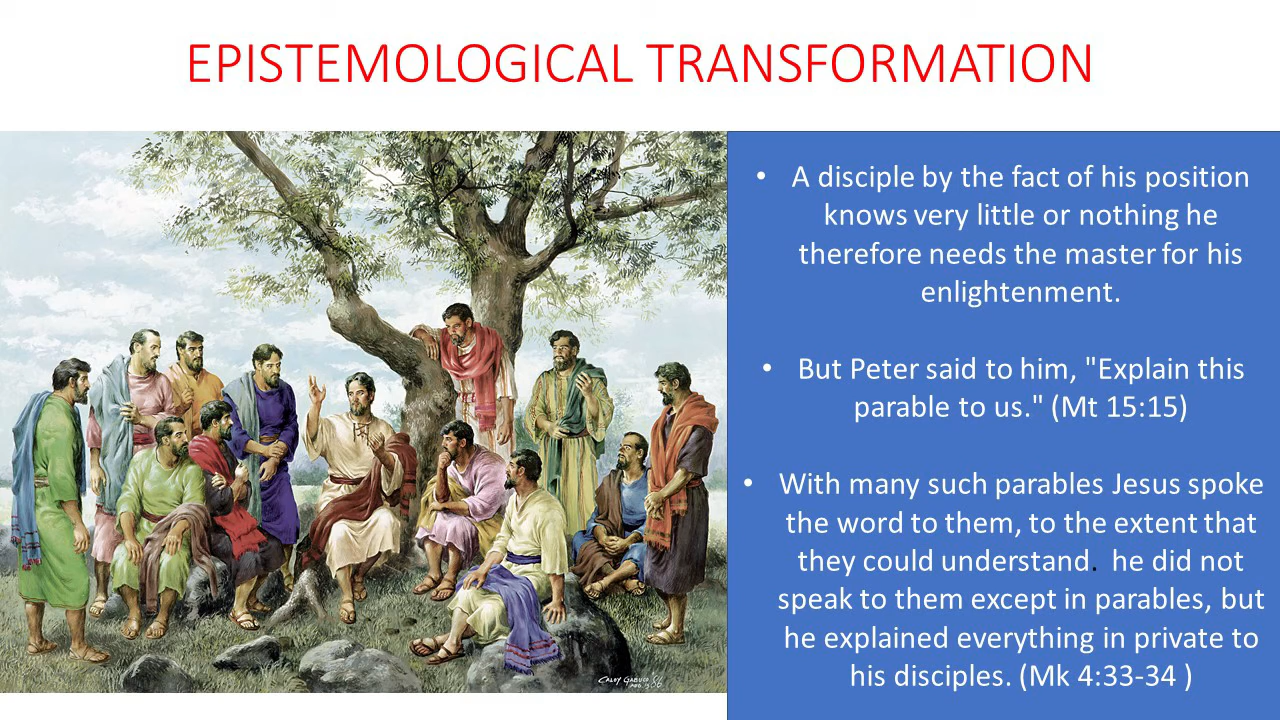 EPISTEMOLOGICAL TRANSFORMATION
• A disciple by the fact of his position
knows very little or nothing he
therefore needs the master for his
enlightenment.
• But Peter said to him, "Explain this
parable to us." (Mt 15:15)
• With many such parables Jesus spoke
the word to them, to the extent that
they could understand.  he did not
speak to them except in parables, but
he explained everything in private to
his disciples. (Mk 4:33-34 )